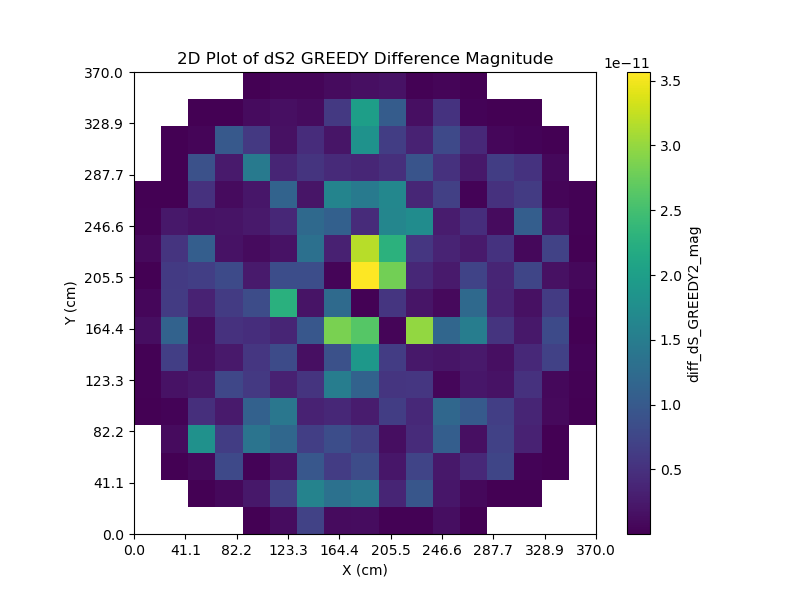 2D Plot of dS2 GREEDY Difference Magnitude
1e−11
370.0
328.9
287.7
246.6
205.5
164.4
123.3
82.2
41.1
0.0
Y (cm)
0.0 41.1 82.2 123.3 164.4 205.5 246.6 287.7 328.9 370.0
X (cm)
3.5
3.0
2.5
2.0
1.5
1.0
0.5
diff_dS_GREEDY2_mag